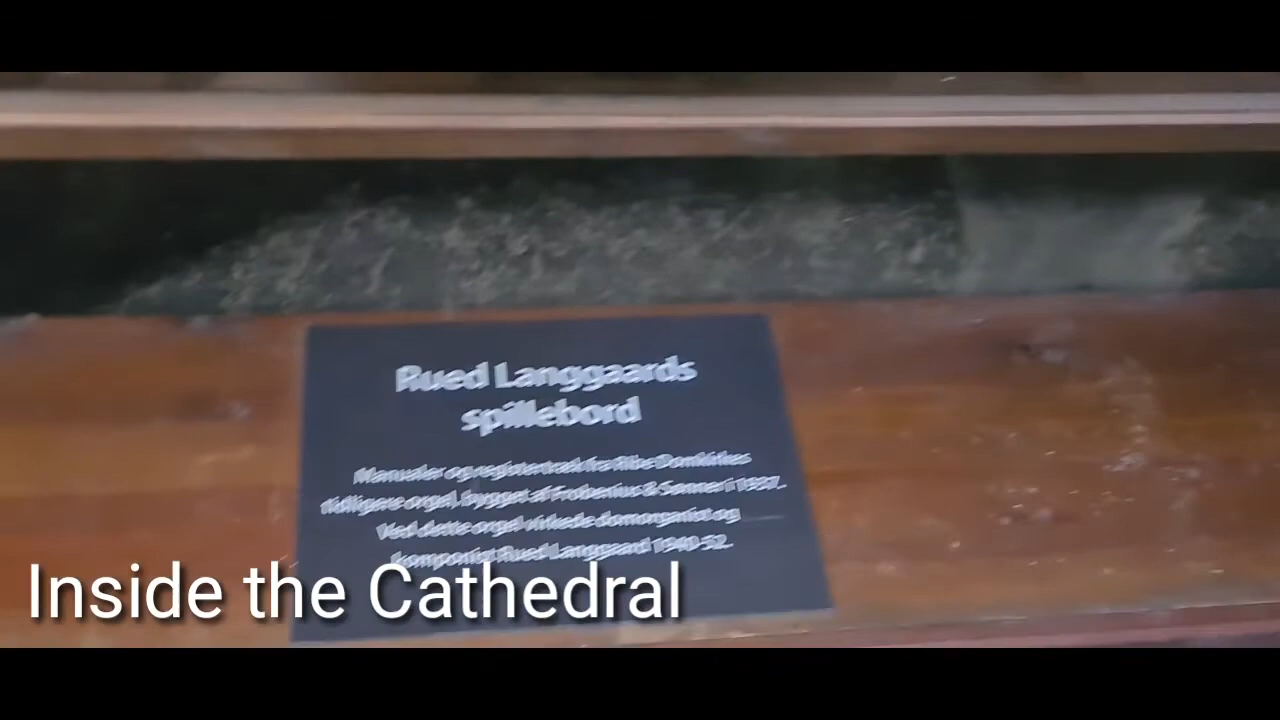 Rued Langgaards
spillebord
Manualer og registertræk fra Ribe Domkirkes
tidligere orgel, bygget af Frobenius & Sønner i 1937.
Ved dette orgel virkede domorganist og
komponist Rued Langgaard 1940-52.
Inside the Cathedral